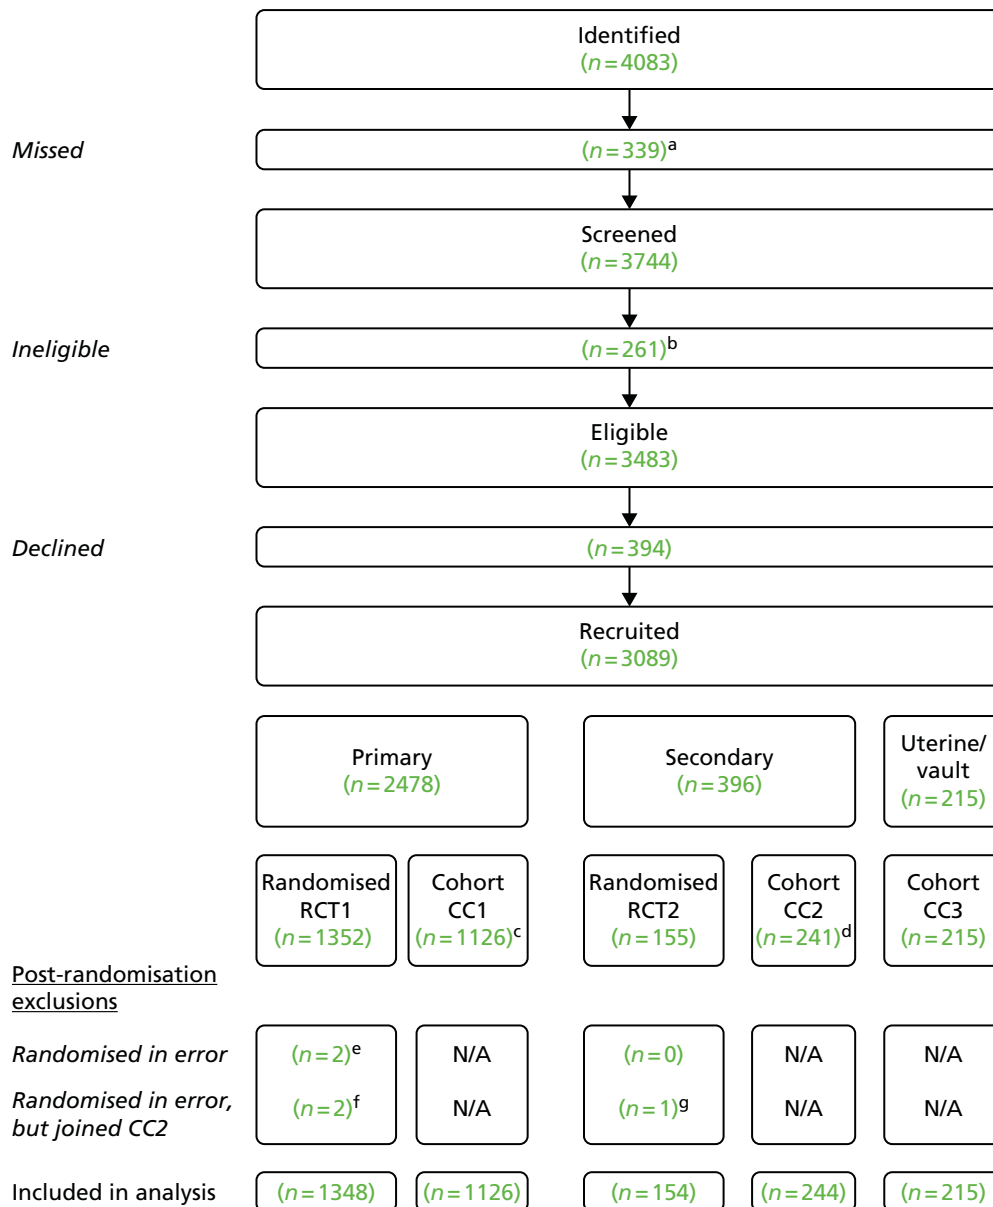 Identified
(n=4083)
Missed
(n=339)a
Screened
(n=3744)
Ineligible
(n=261)b
Eligible
(n=3483)
Declined
(n=394)
Recruited
(n=3089)
Primary
(n=2478)
Secondary
(n=396)
Uterine/
vault
(n=215)
Randomised
RCT1
(n=1352)
Cohort
CC1
(n=1126)c
Randomised
RCT2
(n=155)
Cohort
CC2
(n=241)d
Cohort
CC3
(n=215)
Post-randomisation
exclusions
Randomised in error
(n=2)e
N/A
(n=0)
N/A
N/A
Randomised in error,
but joined CC2
(n=2)f
N/A
(n=1)g
N/A
N/A
Included in analysis
(n=1348)
(n=1126)
(n=154)
(n=244)
(n=215)